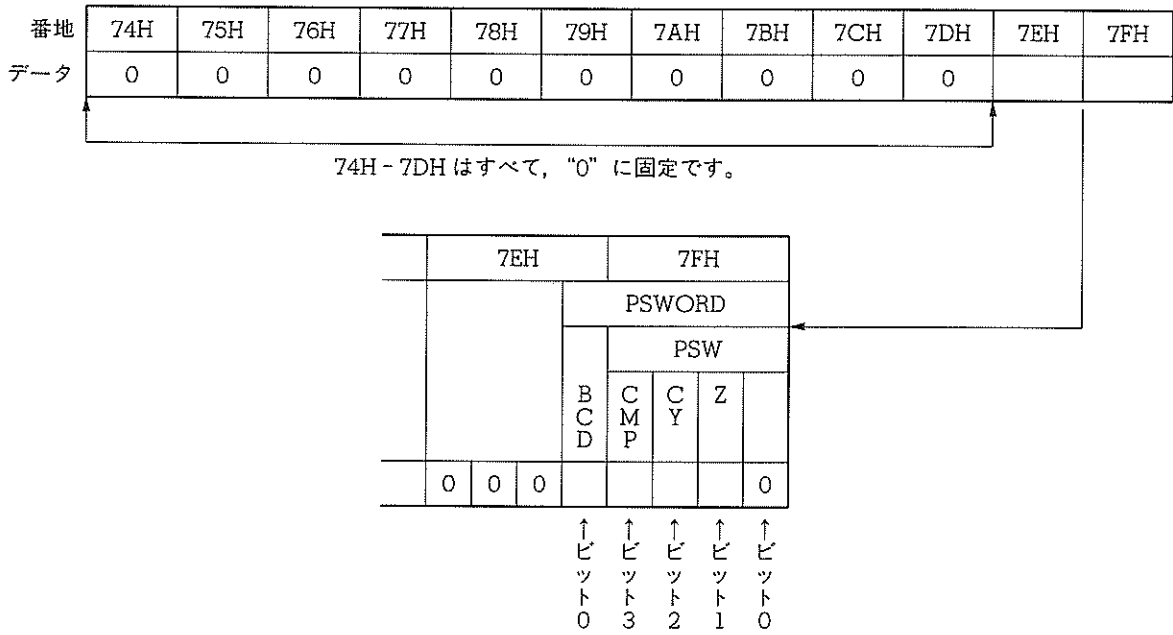 番地 74H 75H 76H 77H 78H 79H 7AH 7BH 7CH 7DH 7EH 7FH
データ 0 0 0 0 0 0 0 0 0 0
74H-7DHはすべて，“0”に固定です。
7EH 7FH
PSWORD
PSW
BCD CMP CY Z
0 0 0 0
←ビット0 ←ビット3 ←ビット2 ←ビット1 ←ビット0